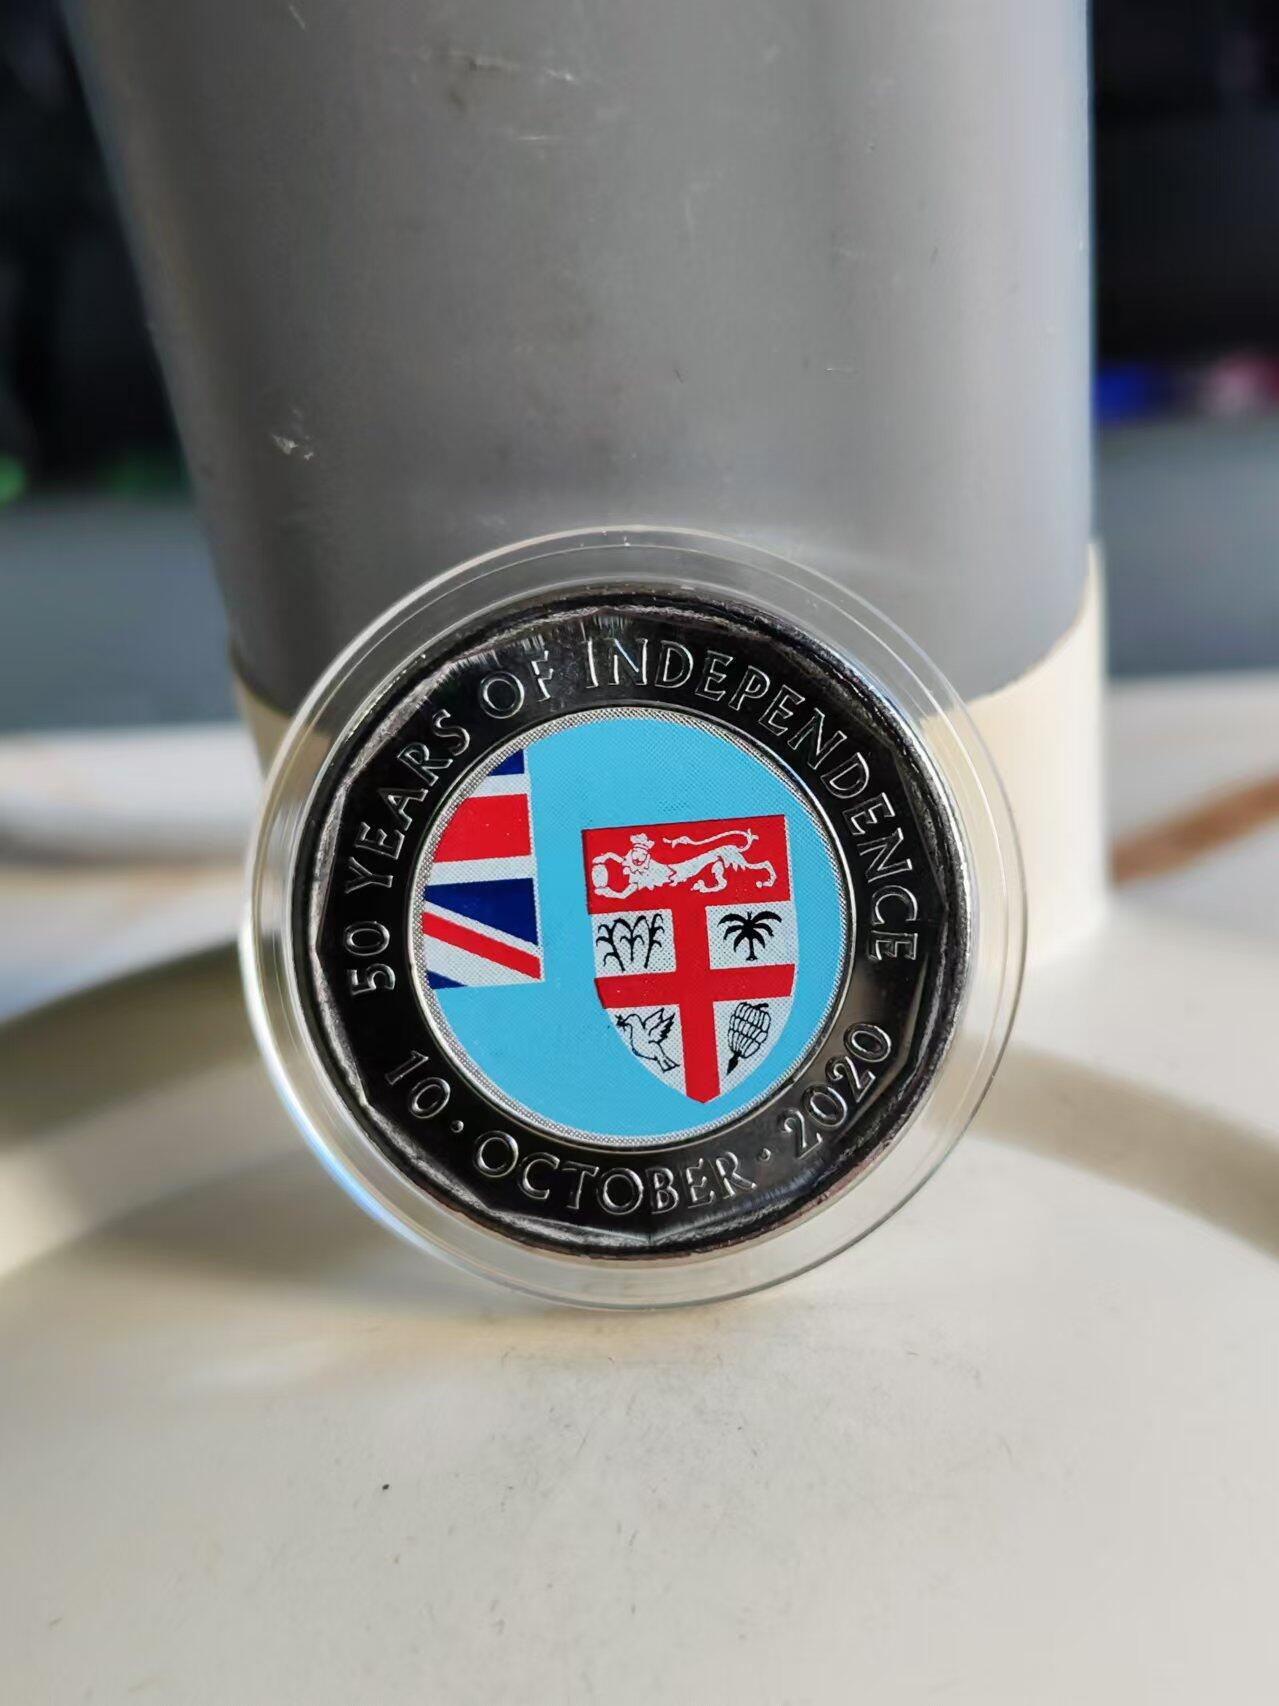 50 YEARS OF INDEPENDENCE
10 · OCTOBER · 2020